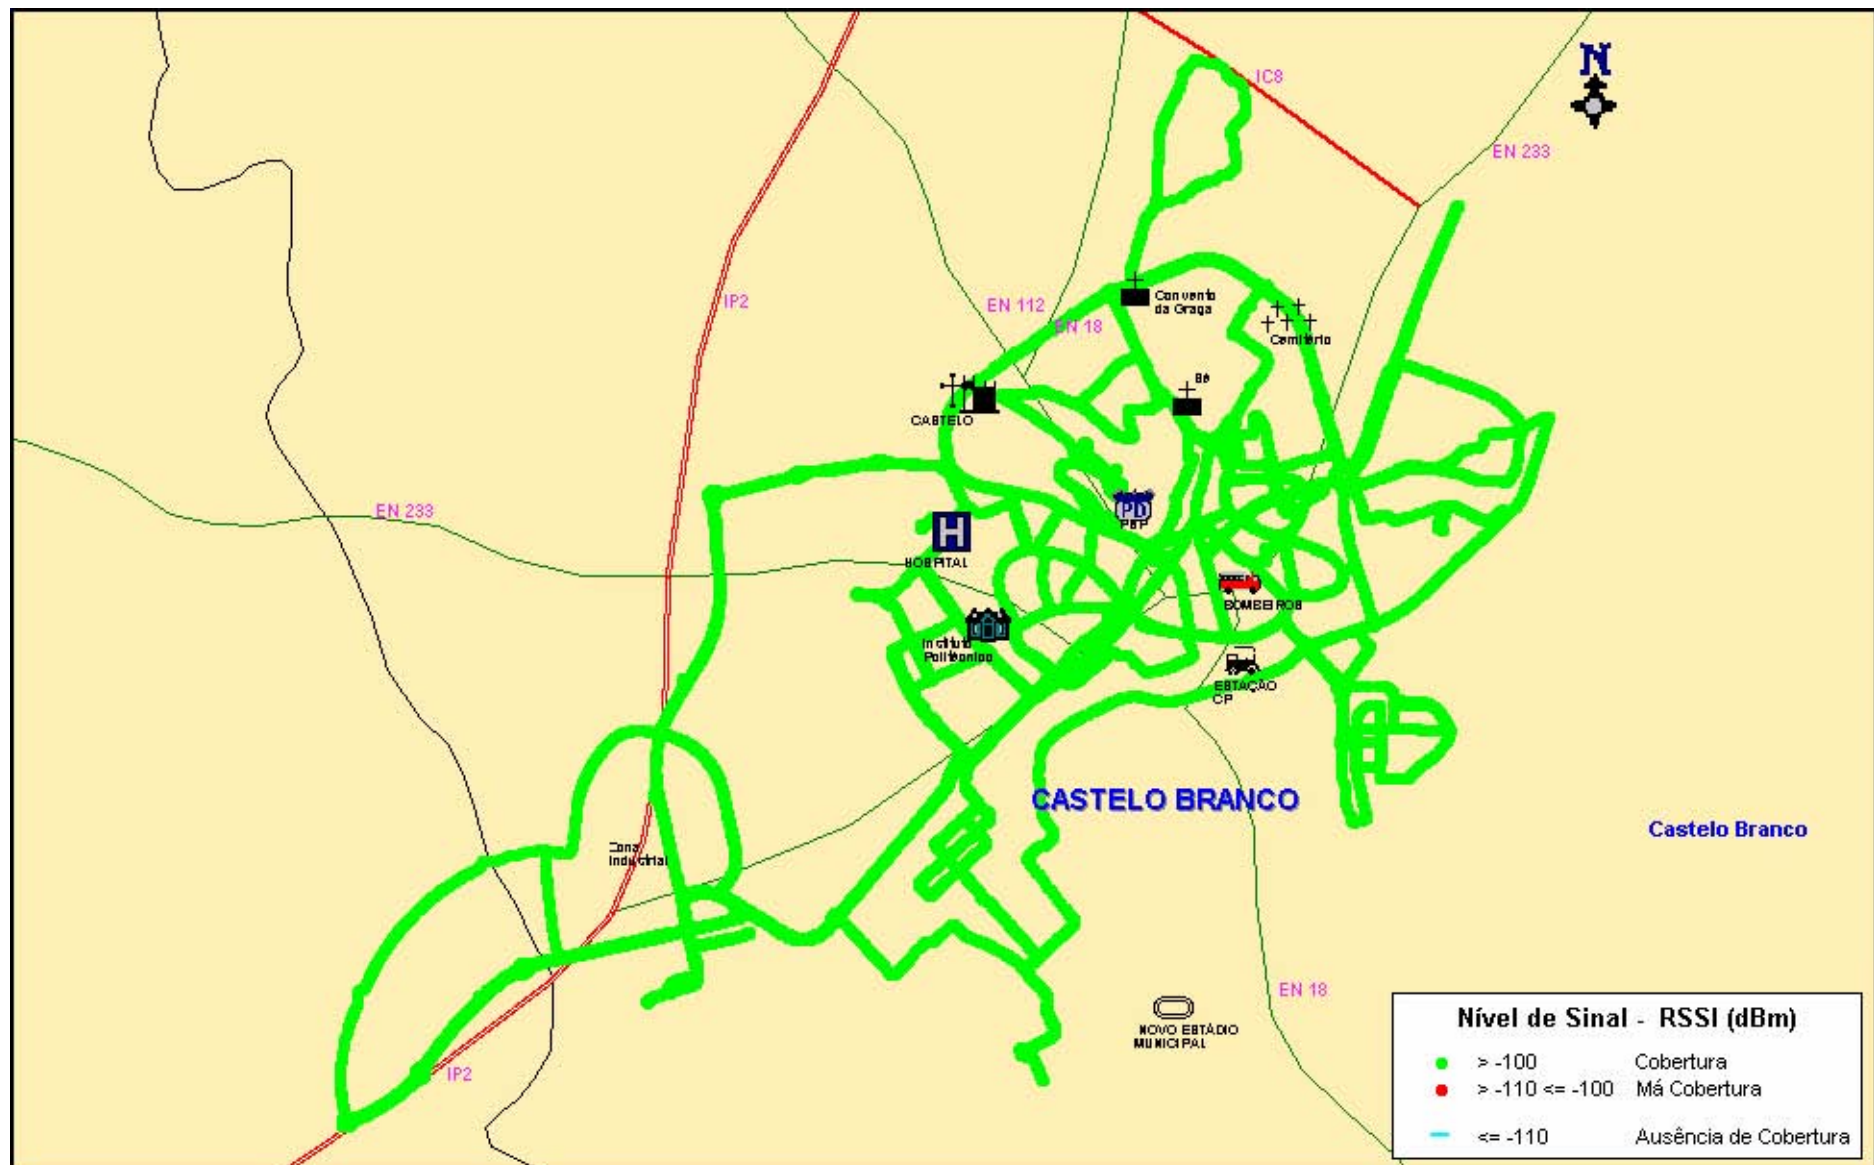 N
IC8
EN 233
IP2
EN 112
EN 18
Convento
da Graça
Cemitério
Sé
CASTELO
EN 233
PD
PSP
H
HOSPITAL
BOMBEIROS
Instituto
Politécnico
ESTAÇÃO
CP
CASTELO BRANCO
Castelo Branco
Zona
Industrial
EN 18
NOVO ESTÁDIO
MUNICIPAL
IP2
Nível de Sinal - RSSI (dBm)
> -100 Cobertura
> -110 <= -100 Má Cobertura
<= -110 Ausência de Cobertura